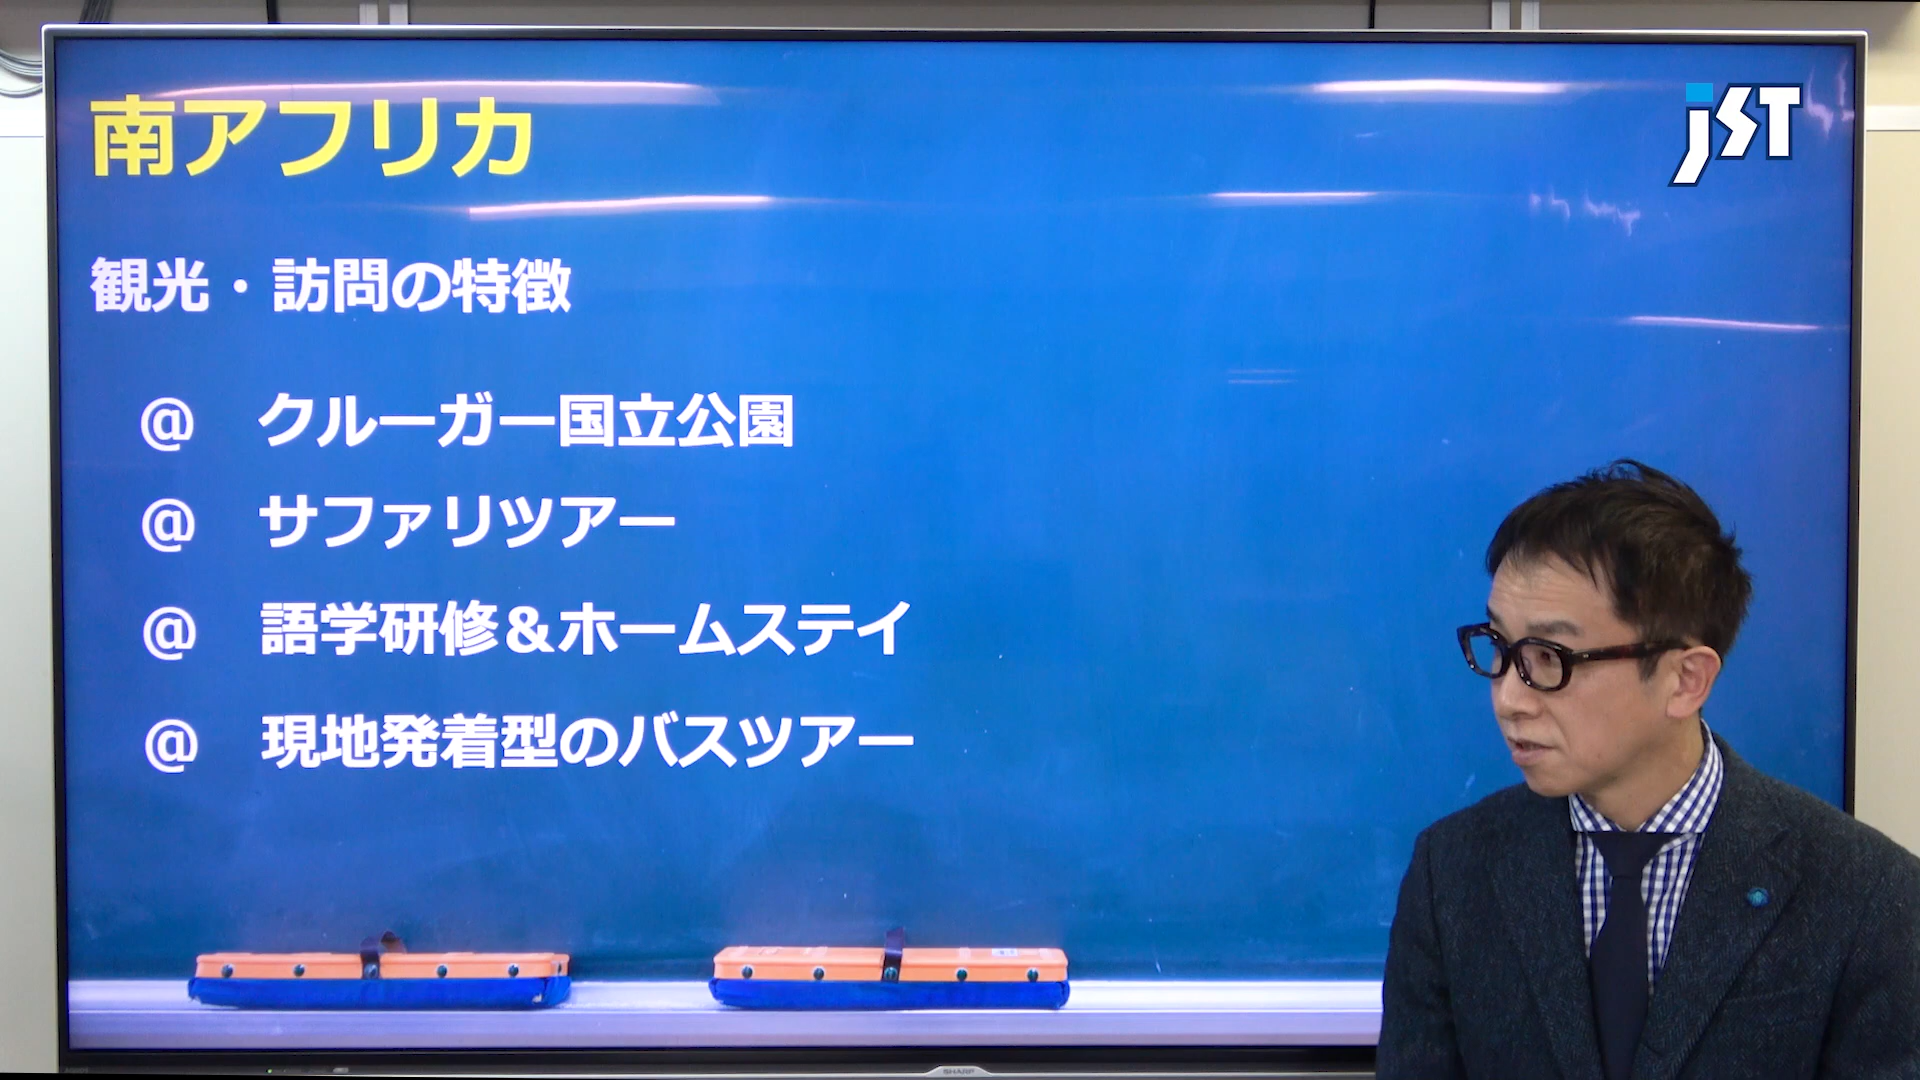 南アフリカ
jST
観光・訪問の特徴
@ クルーガー国立公園
@ サファリツアー
@ 語学研修＆ホームステイ
@ 現地発着型のバスツアー
SHARP